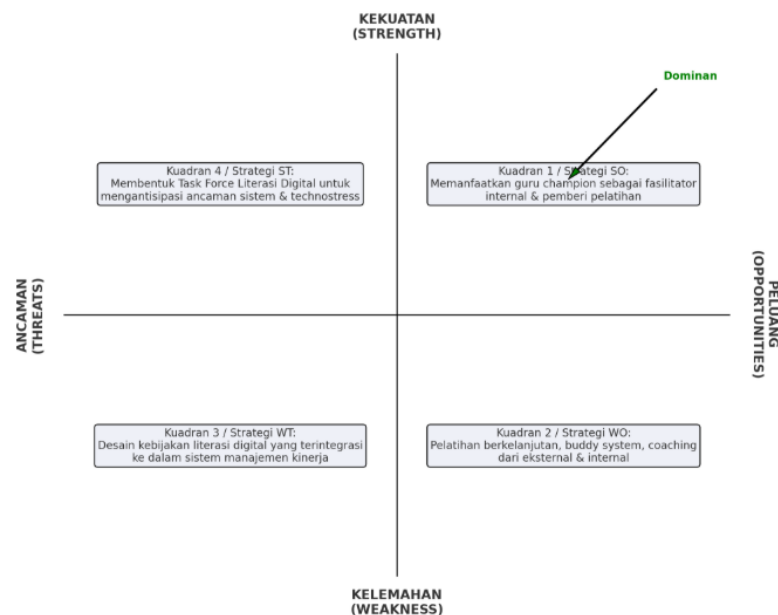 KEKUATAN
(STRENGTH)
Dominan
Kuadran 4 / Strategi ST:
Membentuk Task Force Literasi Digital untuk
mengantisipasi ancaman sistem & technostress
Kuadran 1 / Strategi SO:
Memanfaatkan guru champion sebagai fasilitator
internal & pemberi pelatihan
ANCAMAN
(THREATS)
PELUANG
(OPPORTUNITIES)
Kuadran 3 / Strategi WT:
Desain kebijakan literasi digital yang terintegrasi
ke dalam sistem manajemen kinerja
Kuadran 2 / Strategi WO:
Pelatihan berkelanjutan, buddy system, coaching
dari eksternal & internal
KELEMAHAN
(WEAKNESS)